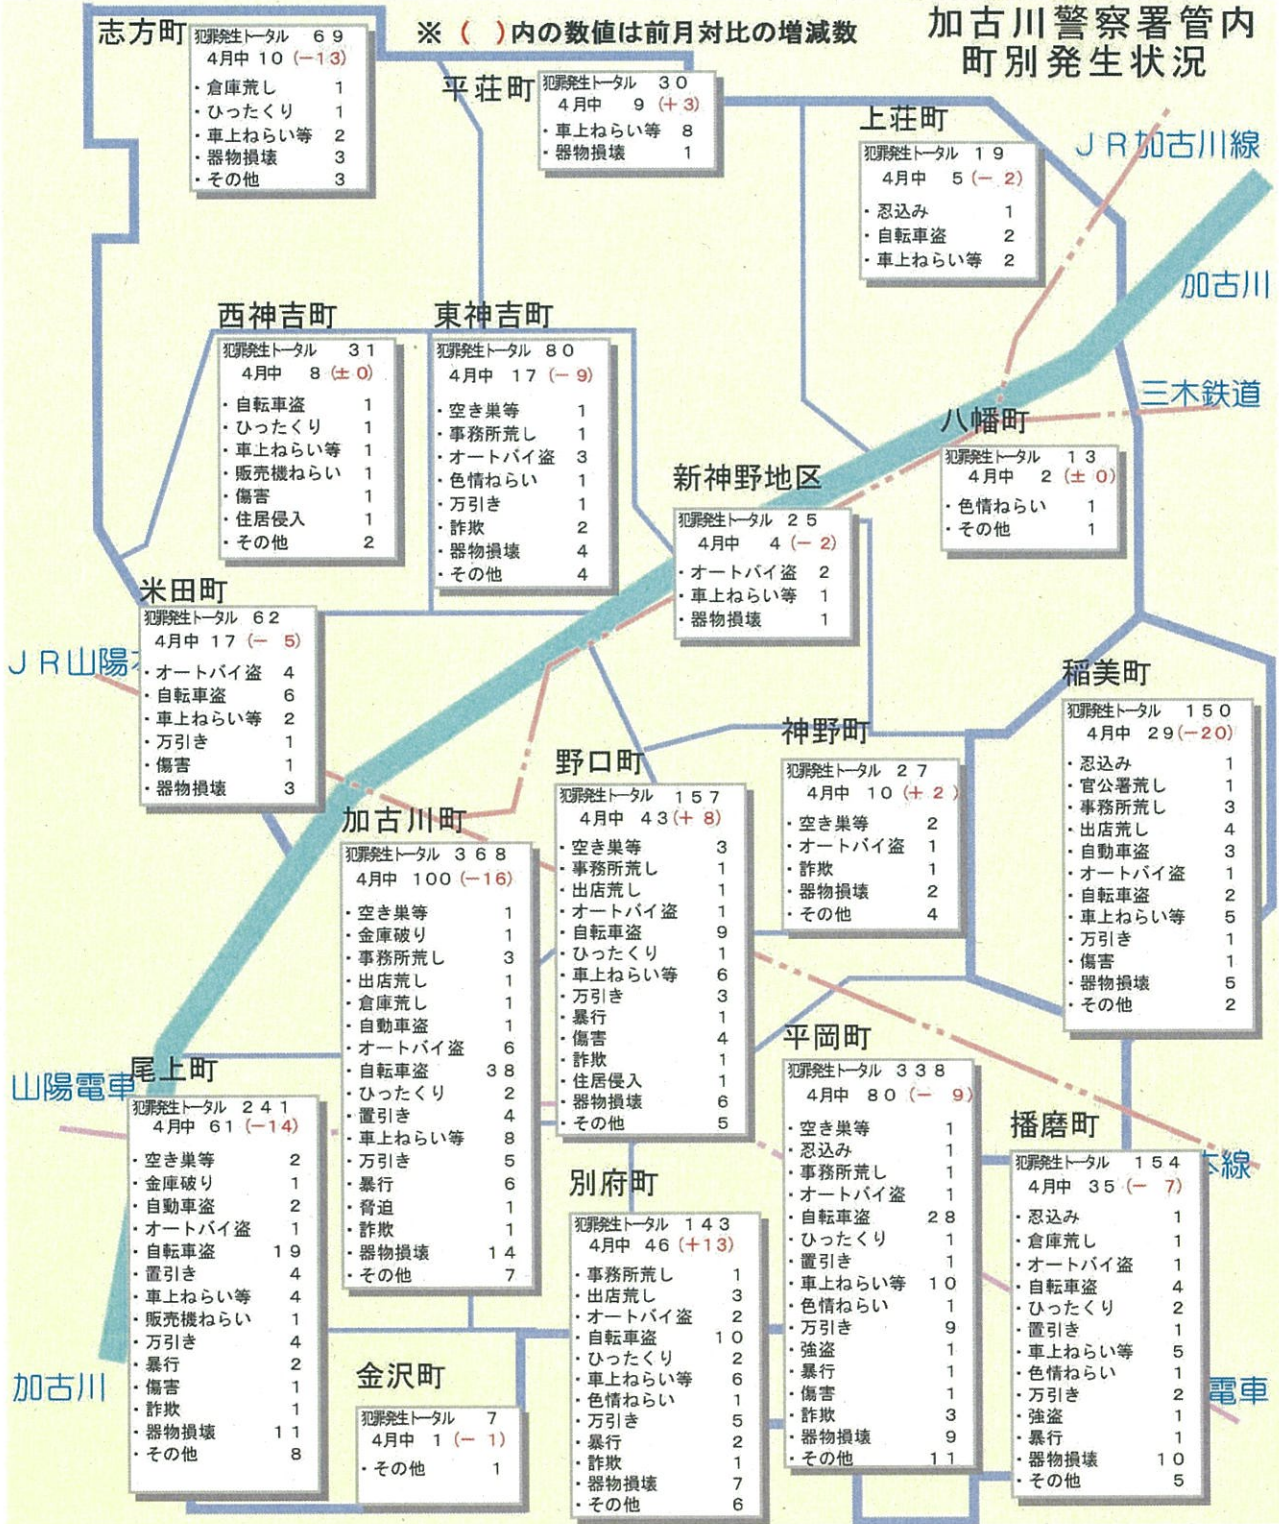 加古川警察署管内
町別発生状況
※（　）内の数値は前月対比の増減数
志方町
犯罪発生トータル 69
4月中 10 (－13)
・倉庫荒し 1
・ひったくり 1
・車上ねらい等 2
・器物損壊 3
・その他 3
平荘町
犯罪発生トータル 30
4月中 9 (＋3)
・車上ねらい等 8
・器物損壊 1
上荘町
犯罪発生トータル 19
4月中 5 (－2)
・忍込み 1
・自転車盗 2
・車上ねらい等 2
ＪＲ加古川線
加古川
三木鉄道
西神吉町
犯罪発生トータル 31
4月中 8 (±0)
・自転車盗 1
・ひったくり 1
・車上ねらい等 1
・販売機ねらい 1
・傷害 1
・住居侵入 1
・その他 2
東神吉町
犯罪発生トータル 80
4月中 17 (－9)
・空き巣等 1
・事務所荒し 1
・オートバイ盗 3
・色情ねらい 1
・万引き 1
・詐欺 2
・器物損壊 4
・その他 4
八幡町
犯罪発生トータル 13
4月中 2 (±0)
・色情ねらい 1
・その他 1
新神野地区
犯罪発生トータル 25
4月中 4 (－2)
・オートバイ盗 2
・車上ねらい等 1
・器物損壊 1
米田町
犯罪発生トータル 62
4月中 17 (－5)
・オートバイ盗 4
・自転車盗 6
・車上ねらい等 2
・万引き 1
・傷害 1
・器物損壊 3
ＪＲ山陽
稲美町
犯罪発生トータル 150
4月中 29 (－20)
・忍込み 1
・官公署荒し 1
・事務所荒し 3
・出店荒し 4
・自動車盗 3
・オートバイ盗 1
・自転車盗 2
・車上ねらい等 5
・万引き 1
・傷害 1
・器物損壊 5
・その他 2
神野町
犯罪発生トータル 27
4月中 10 (＋2)
・空き巣等 2
・オートバイ盗 1
・詐欺 1
・器物損壊 2
・その他 4
野口町
犯罪発生トータル 157
4月中 43 (＋8)
・空き巣等 3
・事務所荒し 1
・出店荒し 1
・オートバイ盗 1
・自転車盗 9
・ひったくり 1
・車上ねらい等 6
・万引き 3
・暴行 1
・傷害 4
・詐欺 1
・住居侵入 1
・器物損壊 6
・その他 5
加古川町
犯罪発生トータル 368
4月中 100 (－16)
・空き巣等 1
・金庫破り 1
・事務所荒し 3
・出店荒し 1
・倉庫荒し 1
・自動車盗 1
・オートバイ盗 6
・自転車盗 38
・ひったくり 2
・置引き 4
・車上ねらい等 8
・万引き 5
・暴行 6
・脅迫 1
・詐欺 1
・器物損壊 14
・その他 7
平岡町
犯罪発生トータル 338
4月中 80 (－9)
・空き巣等 1
・忍込み 1
・事務所荒し 1
・オートバイ盗 1
・自転車盗 28
・ひったくり 1
・置引き 1
・車上ねらい等 10
・色情ねらい 1
・万引き 9
・強盗 1
・暴行 1
・傷害 1
・詐欺 3
・器物損壊 9
・その他 11
山陽電車
尾上町
犯罪発生トータル 241
4月中 61 (－14)
・空き巣等 2
・金庫破り 1
・自動車盗 2
・オートバイ盗 1
・自転車盗 19
・置引き 4
・車上ねらい等 4
・販売機ねらい 1
・万引き 4
・暴行 2
・傷害 1
・詐欺 1
・器物損壊 11
・その他 8
播磨町
犯罪発生トータル 154
4月中 35 (－7)
・忍込み 1
・倉庫荒し 1
・オートバイ盗 1
・自転車盗 4
・ひったくり 2
・置引き 1
・車上ねらい等 5
・色情ねらい 1
・万引き 2
・強盗 1
・暴行 1
・器物損壊 10
・その他 5
本線
別府町
犯罪発生トータル 143
4月中 46 (＋13)
・事務所荒し 1
・出店荒し 3
・オートバイ盗 2
・自転車盗 10
・ひったくり 2
・車上ねらい等 6
・色情ねらい 1
・万引き 5
・暴行 2
・詐欺 1
・器物損壊 7
・その他 6
金沢町
犯罪発生トータル 7
4月中 1 (－1)
・その他 1
加古川
電車